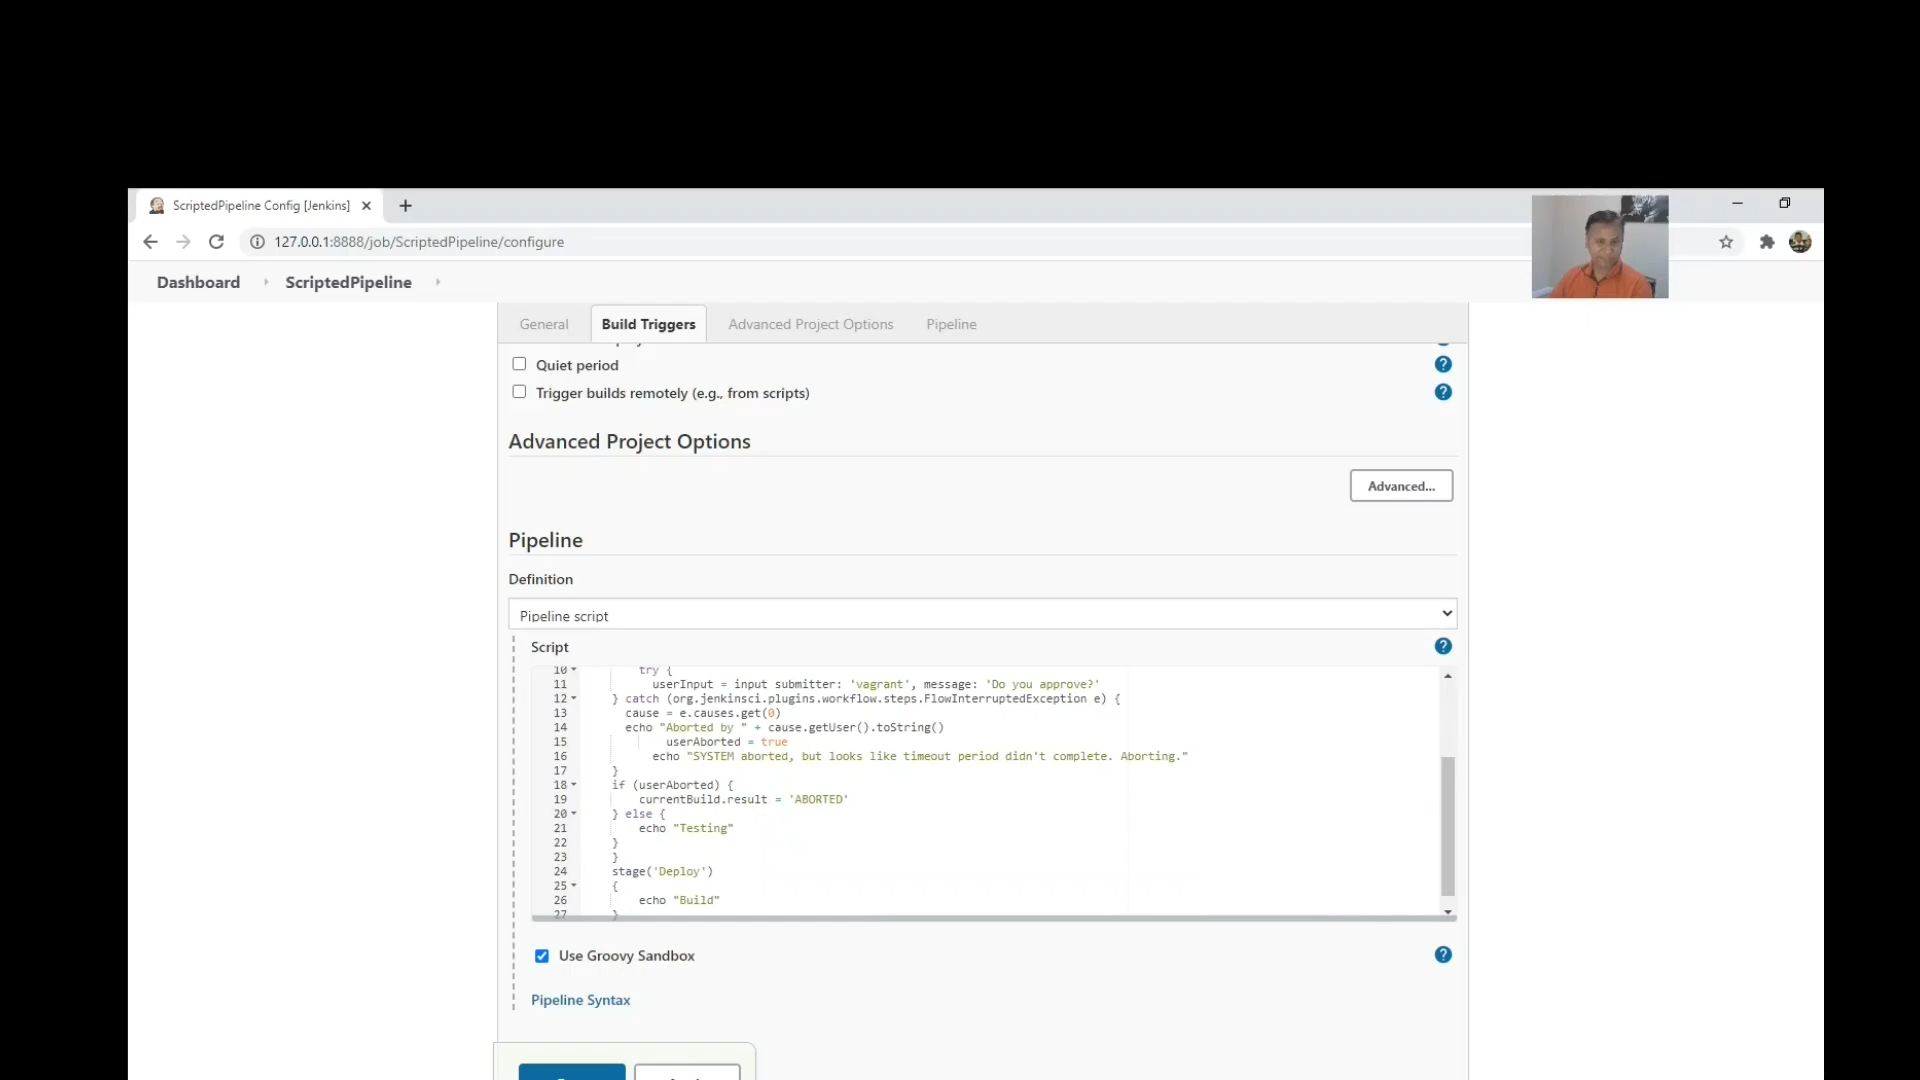 ScriptedPipeline Config [Jenkins]
127.0.0.1:8888/job/ScriptedPipeline/configure
Dashboard ScriptedPipeline
General Build Triggers Advanced Project Options Pipeline
Quiet period
Trigger builds remotely (e.g., from scripts)
Advanced Project Options
Advanced...
Pipeline
Definition
Pipeline script
Script
10 try {
11 userInput = input submitter: 'vagrant', message: 'Do you approve?'
12 } catch (org.jenkinsci.plugins.workflow.steps.FlowInterruptedException e) {
13 cause = e.causes.get(0)
14 echo "Aborted by " + cause.getUser().toString()
15 userAborted = true
16 echo "SYSTEM aborted, but looks like timeout period didn't complete. Aborting."
17 }
18 if (userAborted) {
19 currentBuild.result = 'ABORTED'
20 } else {
21 echo "Testing"
22 }
23 }
24 stage('Deploy')
25 {
26 echo "Build"
27 }
Use Groovy Sandbox
Pipeline Syntax